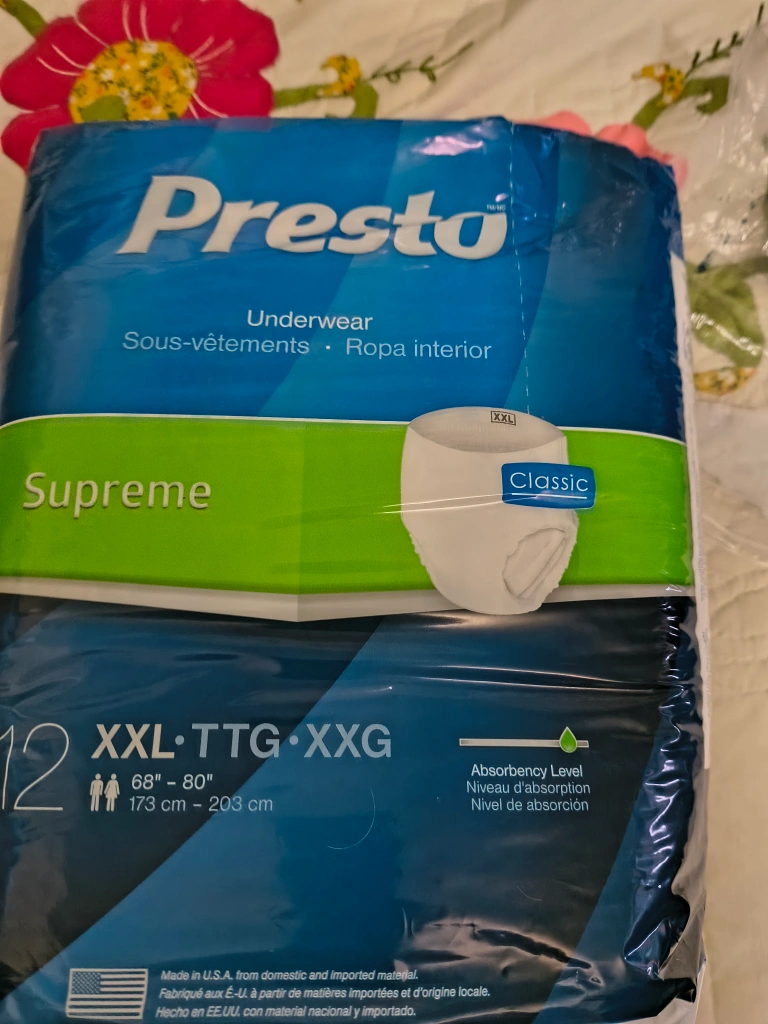 Presto
Underwear
Sous-vêtements · Ropa interior
XXL
Classic
Supreme
12
XXL·TTG·XXG
68" – 80"
173 cm – 203 cm
Absorbency Level
Niveau d'absorption
Nivel de absorción
Made in U.S.A. from domestic and imported material.
Fabriqué aux É.-U. à partir de matières importées et d'origine locale.
Hecho en EE.UU. con material nacional y importado.